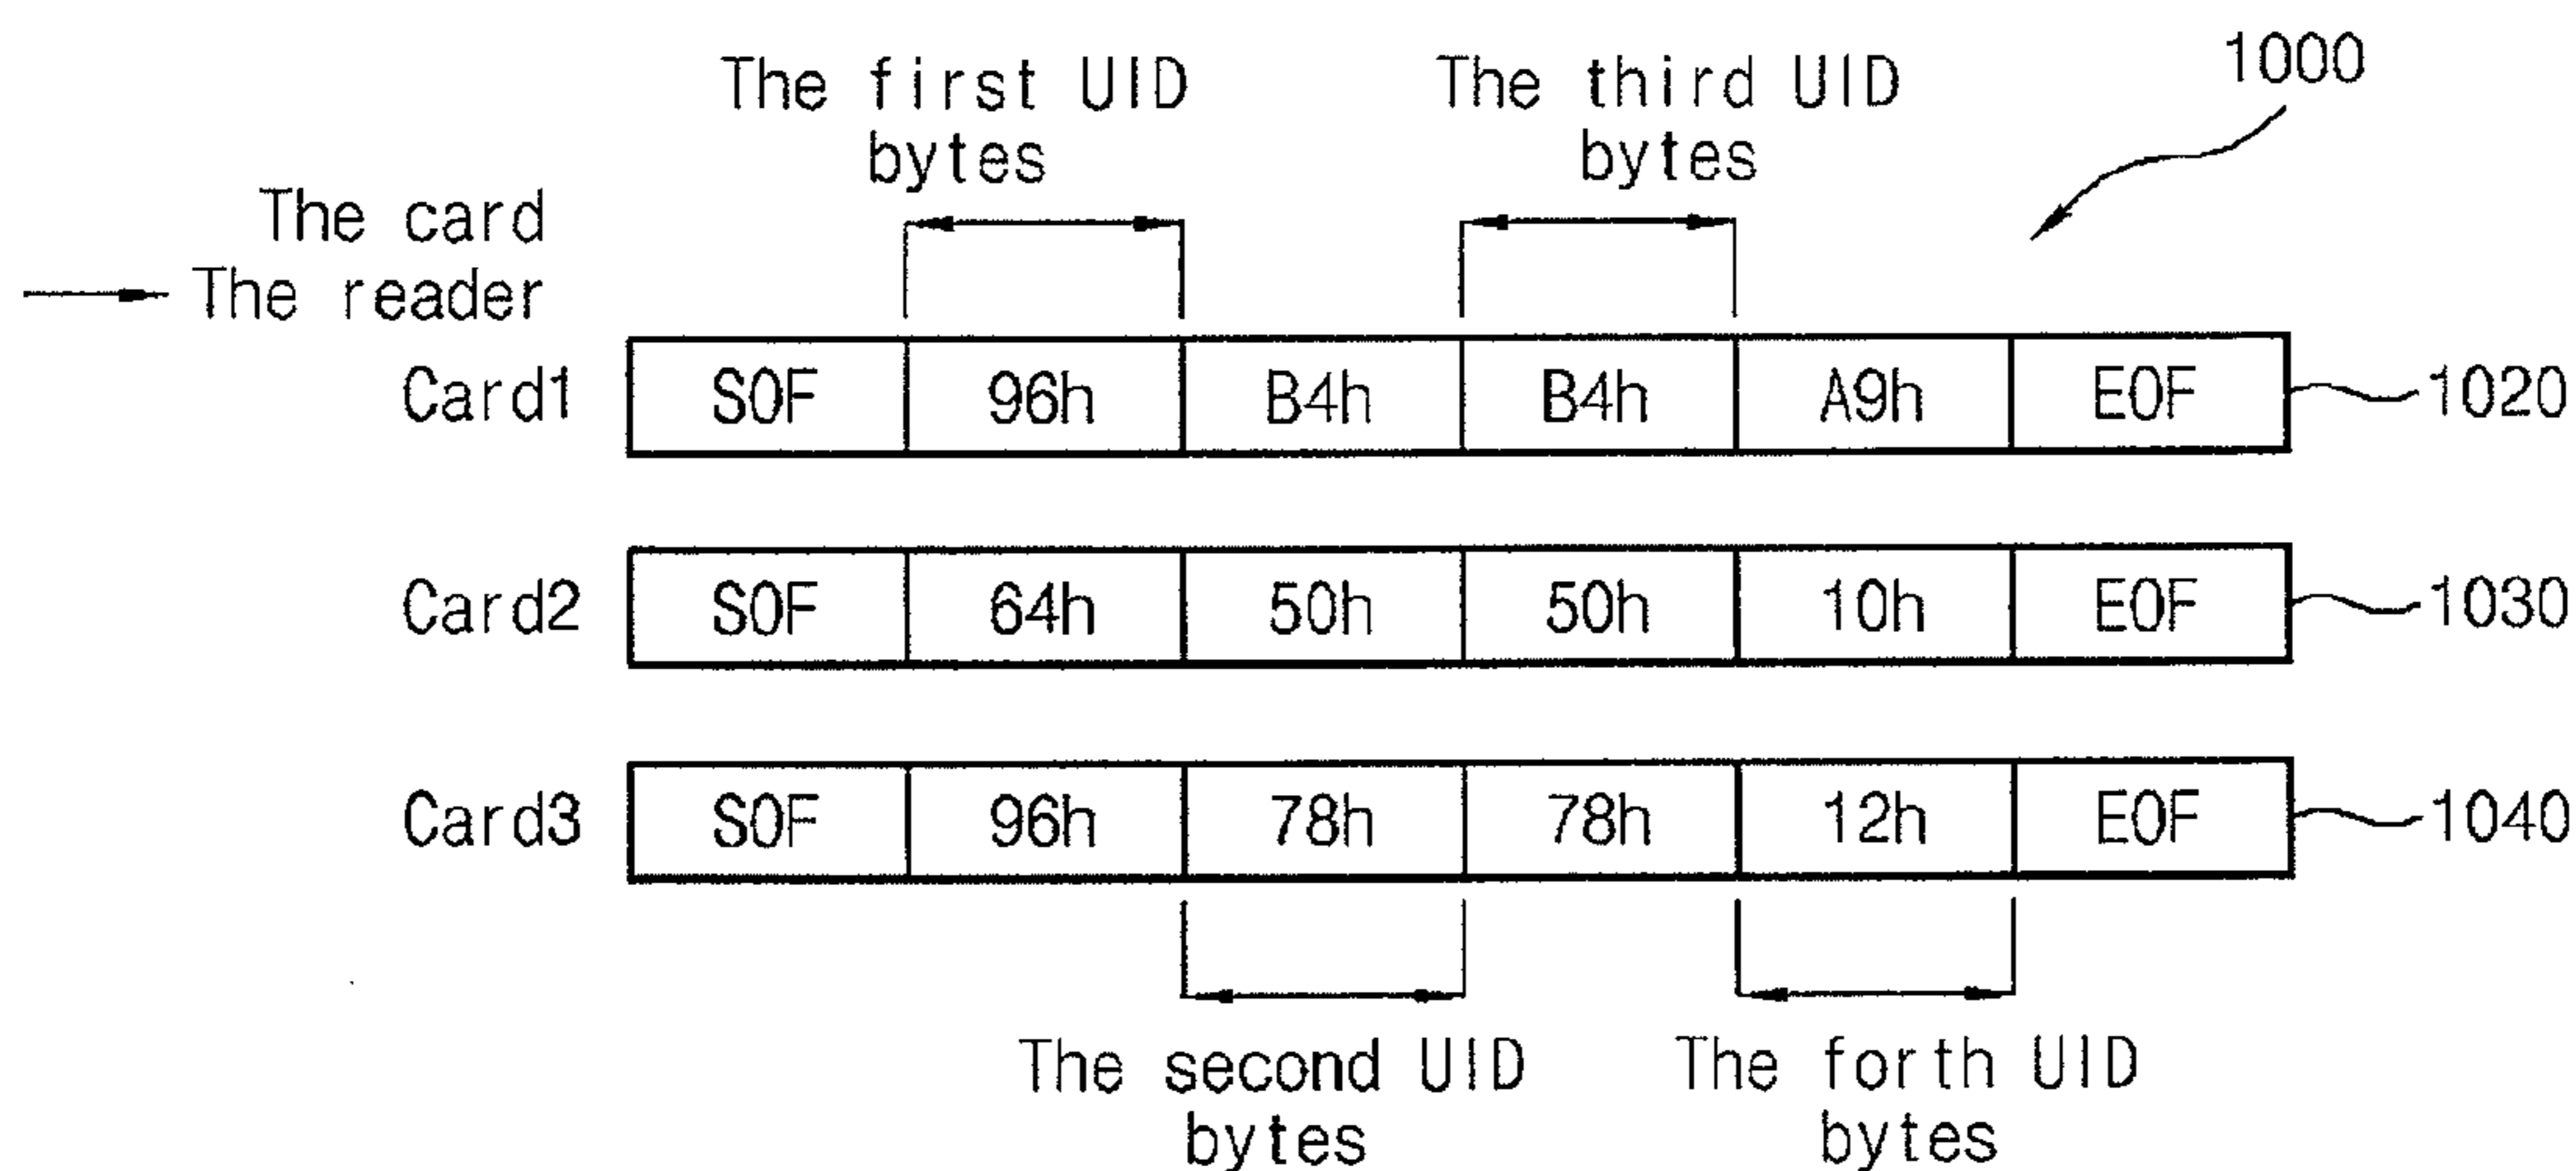 The first UID
bytes
The third UID
bytes
1000
The card
The reader
Card1 SOF 96h B4h B4h A9h EOF 1020
Card2 SOF 64h 50h 50h 10h EOF 1030
Card3 SOF 96h 78h 78h 12h EOF 1040
The second UID
bytes
The forth UID
bytes